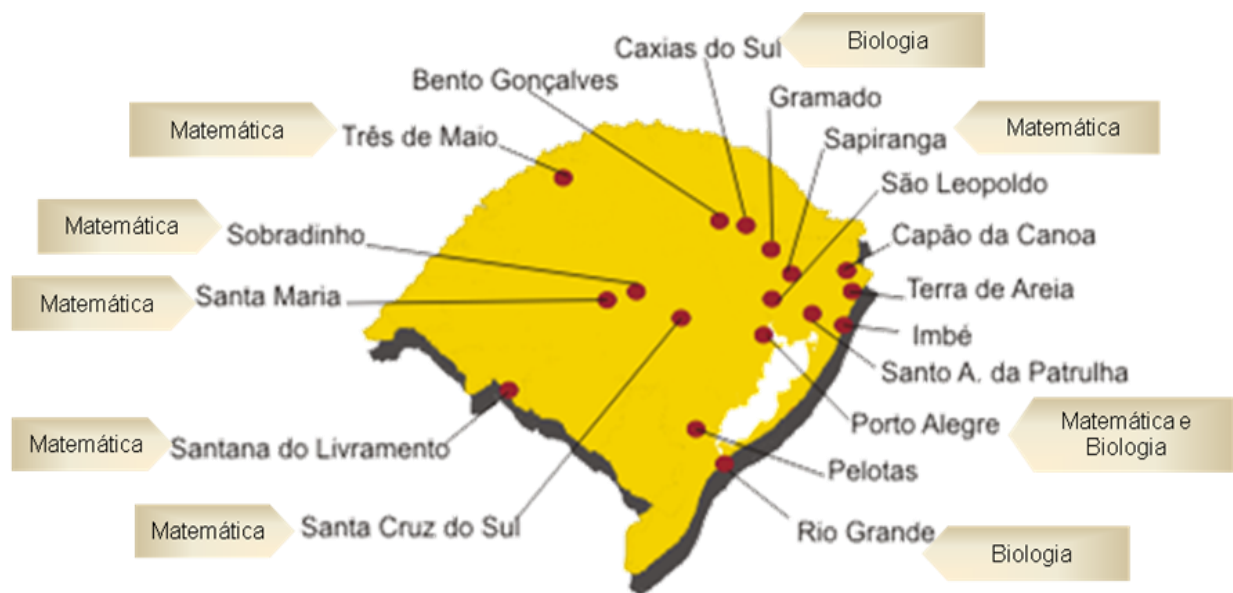 Caxias do Sul
Biologia
Bento Gonçalves
Gramado
Matemática
Três de Maio
Sapiranga
Matemática
São Leopoldo
Matemática
Sobradinho
Capão da Canoa
Matemática
Santa Maria
Terra de Areia
Imbé
Santo A. da Patrulha
Porto Alegre
Matemática e
Biologia
Matemática
Santana do Livramento
Pelotas
Matemática
Santa Cruz do Sul
Rio Grande
Biologia